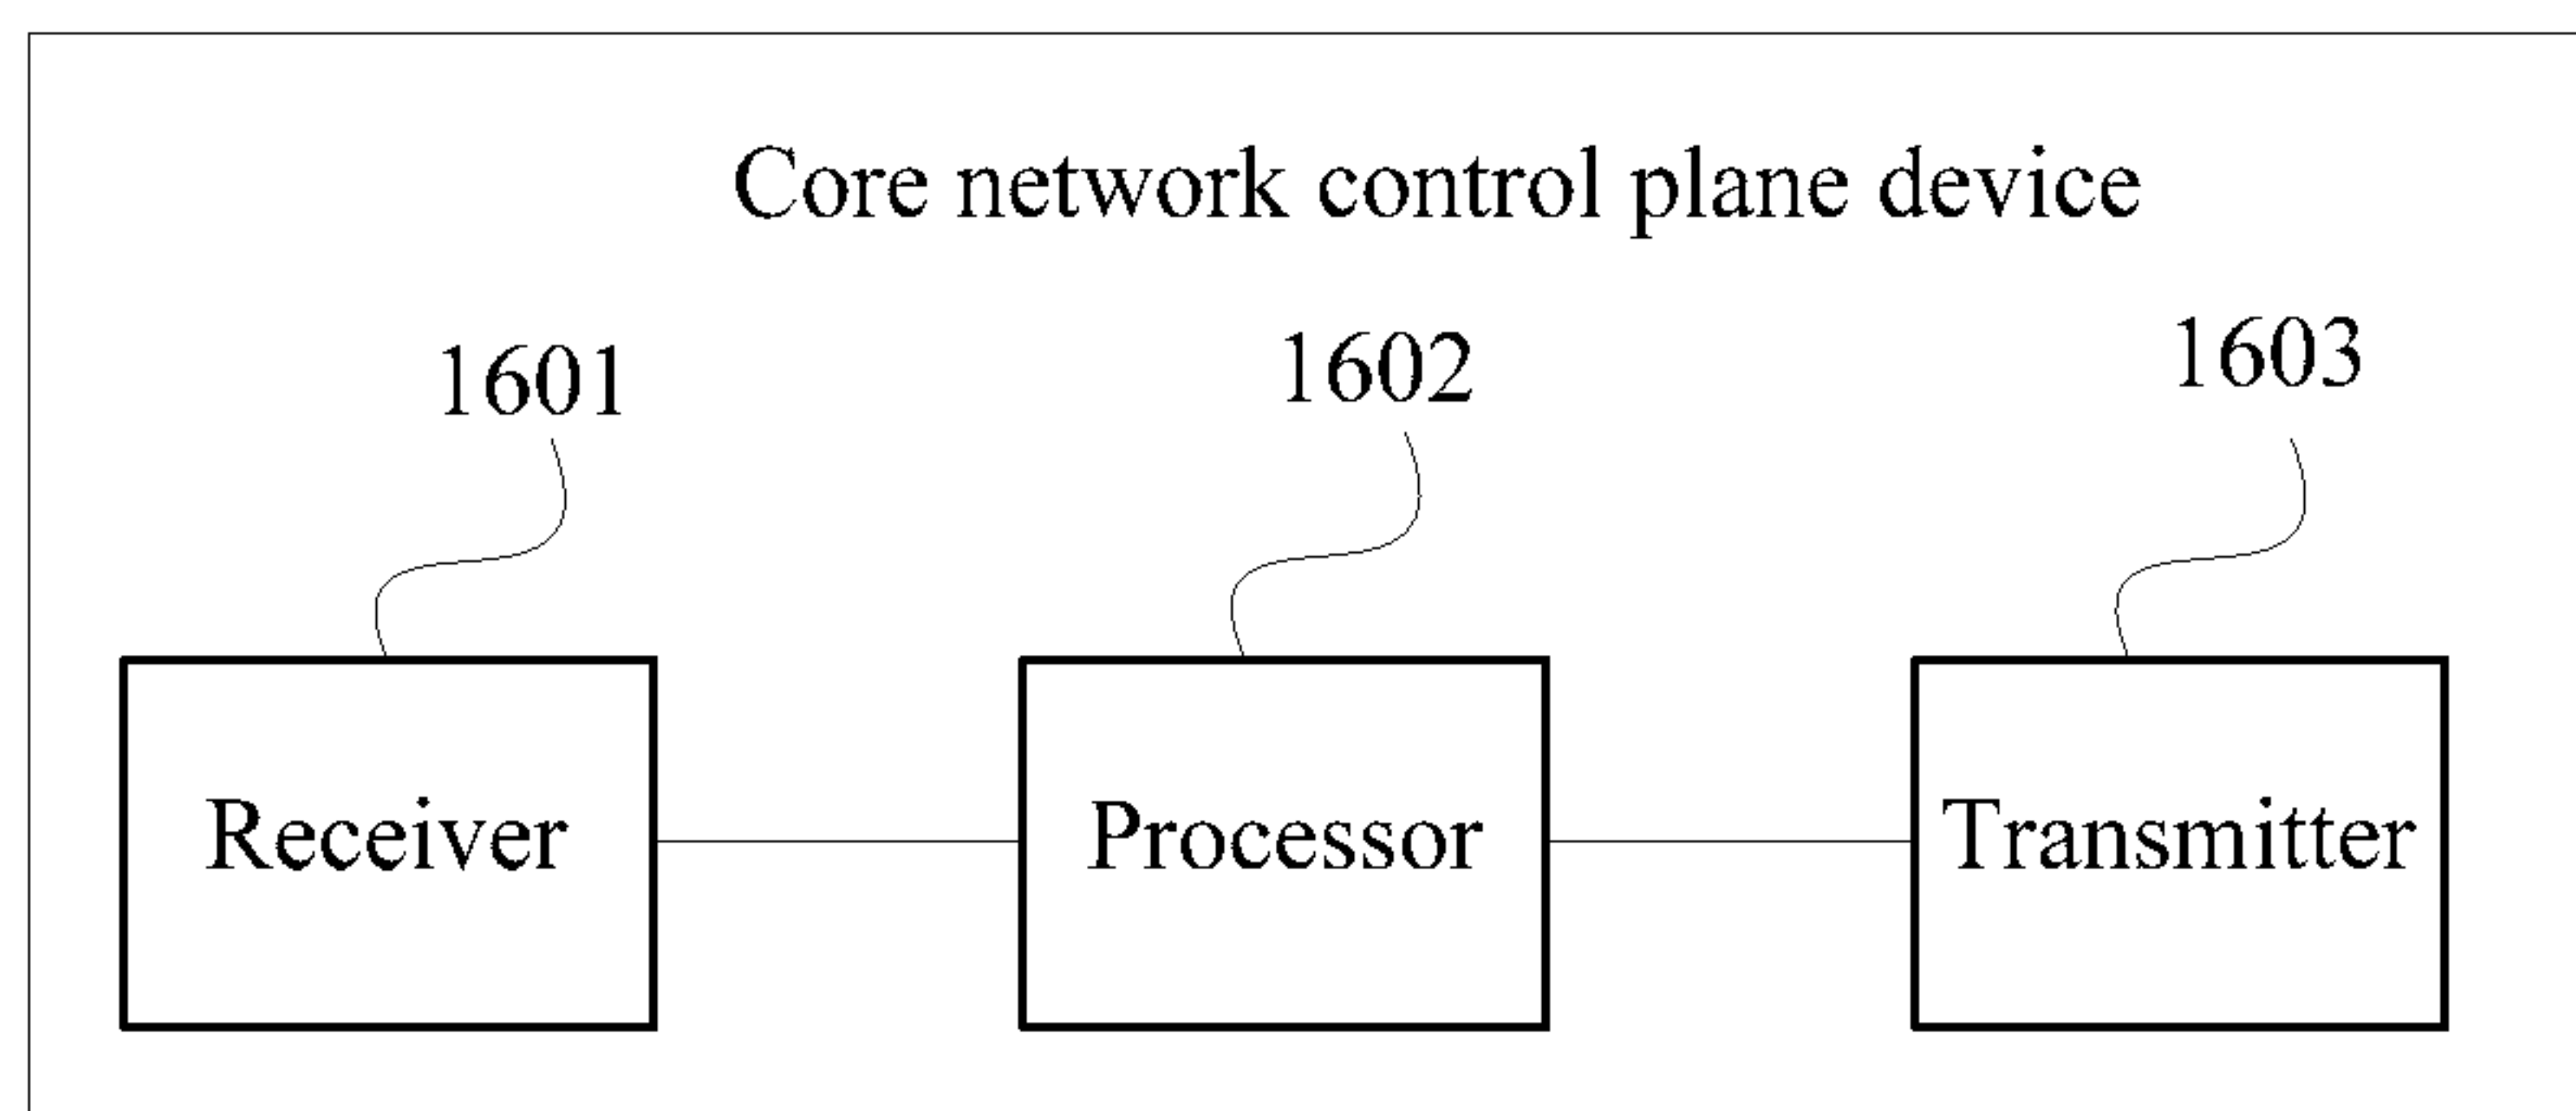 Core network control plane device
1601 1602 1603
Receiver Processor Transmitter